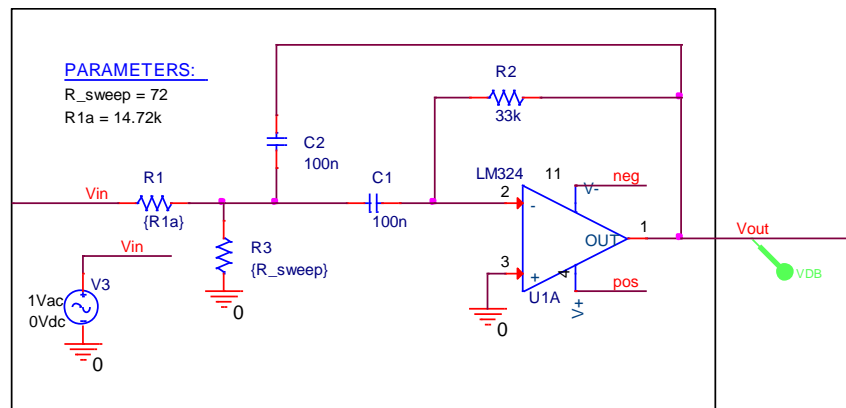 PARAMETERS:
R_sweep = 72
R1a = 14.72k
R2
33k
C2
100n
C1
100n
LM324
11
V-
neg
2
-
OUT
1
Vout
VDB
3
+
4
V+
pos
U1A
0
Vin
R1
{R1a}
R3
{R_sweep}
0
Vin
V3
1Vac
0Vdc
+
-
0